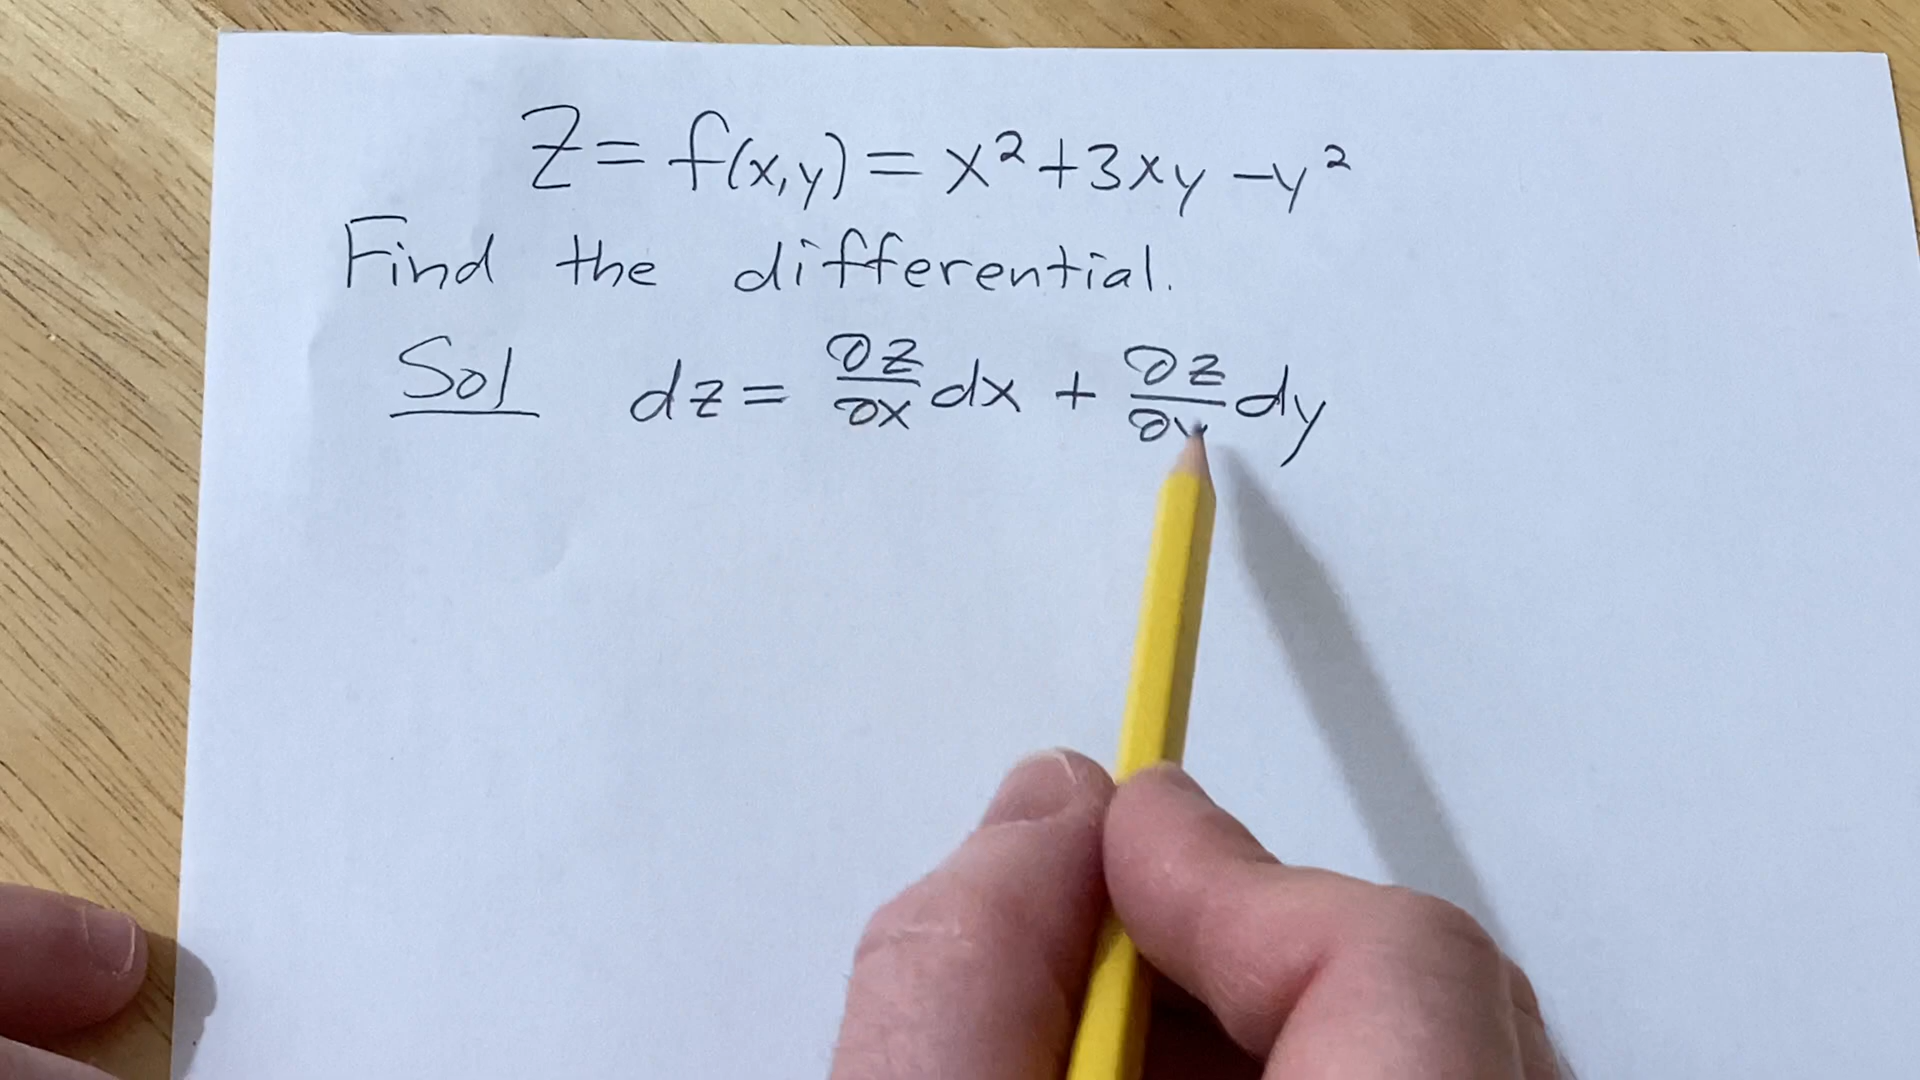 Z = f(x,y) = x² + 3xy - y²
Find the differential.
Sol dz = ∂z/∂x dx + ∂z/∂y dy